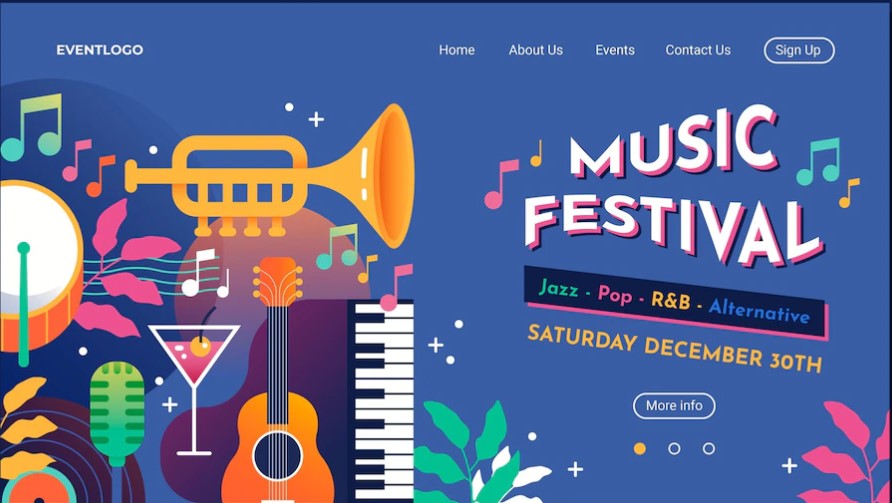 EVENTLOGO
Home About Us Events Contact Us Sign Up
MUSIC
FESTIVAL
Jazz - Pop - R&B - Alternative
SATURDAY DECEMBER 30TH
More info